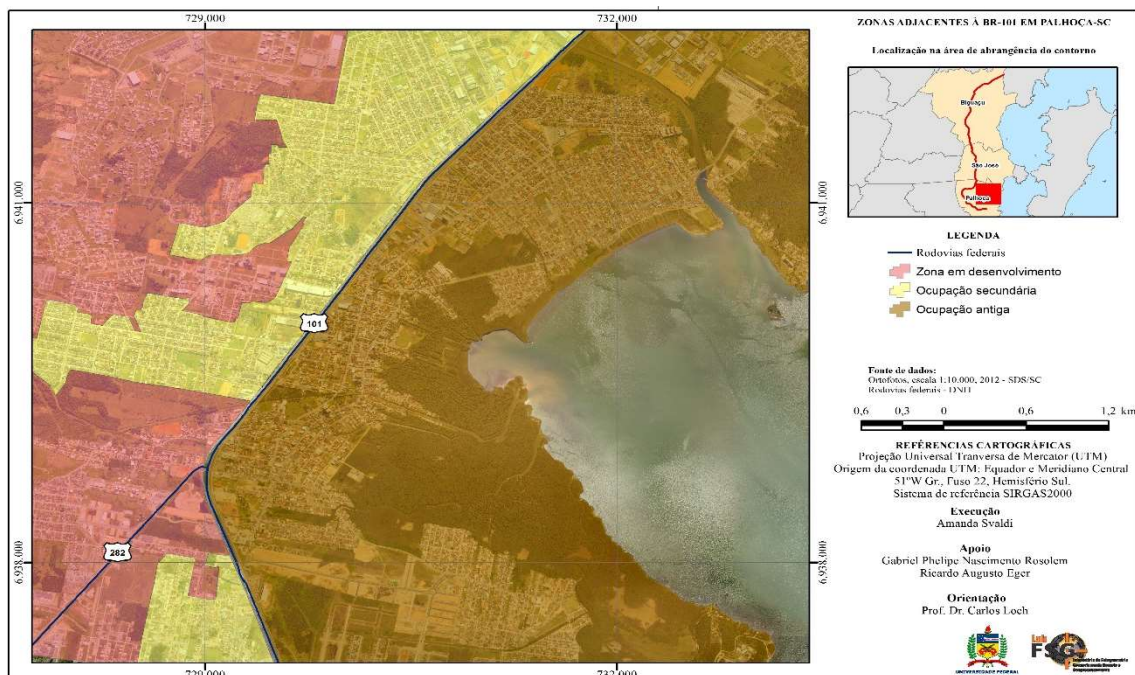 729.000
732.000
6.941.000
6.941.000
101
282
6.938.000
6.938.000
729.000
732.000
ZONAS ADJACENTES À BR-101 EM PALHOÇA-SC
Localização na área de abrangência do contorno
Biguaçu
São José
Palhoça
LEGENDA
Rodovias federais
Zona em desenvolvimento
Ocupação secundária
Ocupação antiga
Fonte de dados:
Ortofotos, escala 1:10.000, 2012 - SDS/SC
Rodovias federais - DNIT
0,6 0,3 0 0,6 1,2 km
REFÊRENCIAS CARTOGRÁFICAS
Projeção Universal Tranversa de Mercator (UTM)
Origem da coordenada UTM: Equador e Meridiano Central
51ºW Gr., Fuso 22, Hemisfério Sul.
Sistema de referência SIRGAS2000
Execução
Amanda Svaldi
Apoio
Gabriel Phelipe Nascimento Rosolem
Ricardo Augusto Eger
Orientação
Prof. Dr. Carlos Loch
UNIVERSIDADE FEDERAL
FSG